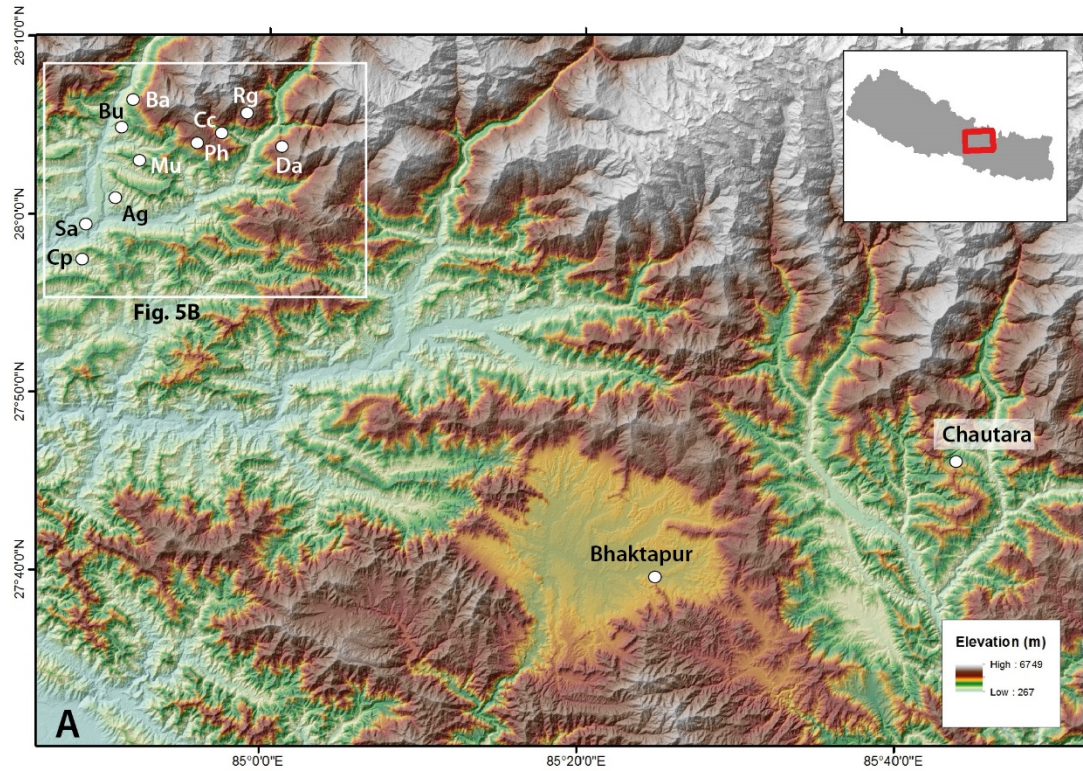 28°10'0"N
28°0'0"N
27°50'0"N
27°40'0"N
Ba
Rg
Bu
Cc
Ph
Mu
Da
Ag
Sa
Cp
Fig. 5B
Chautara
Bhaktapur
Elevation (m)
High : 6749
Low : 267
A
85°0'0"E
85°20'0"E
85°40'0"E